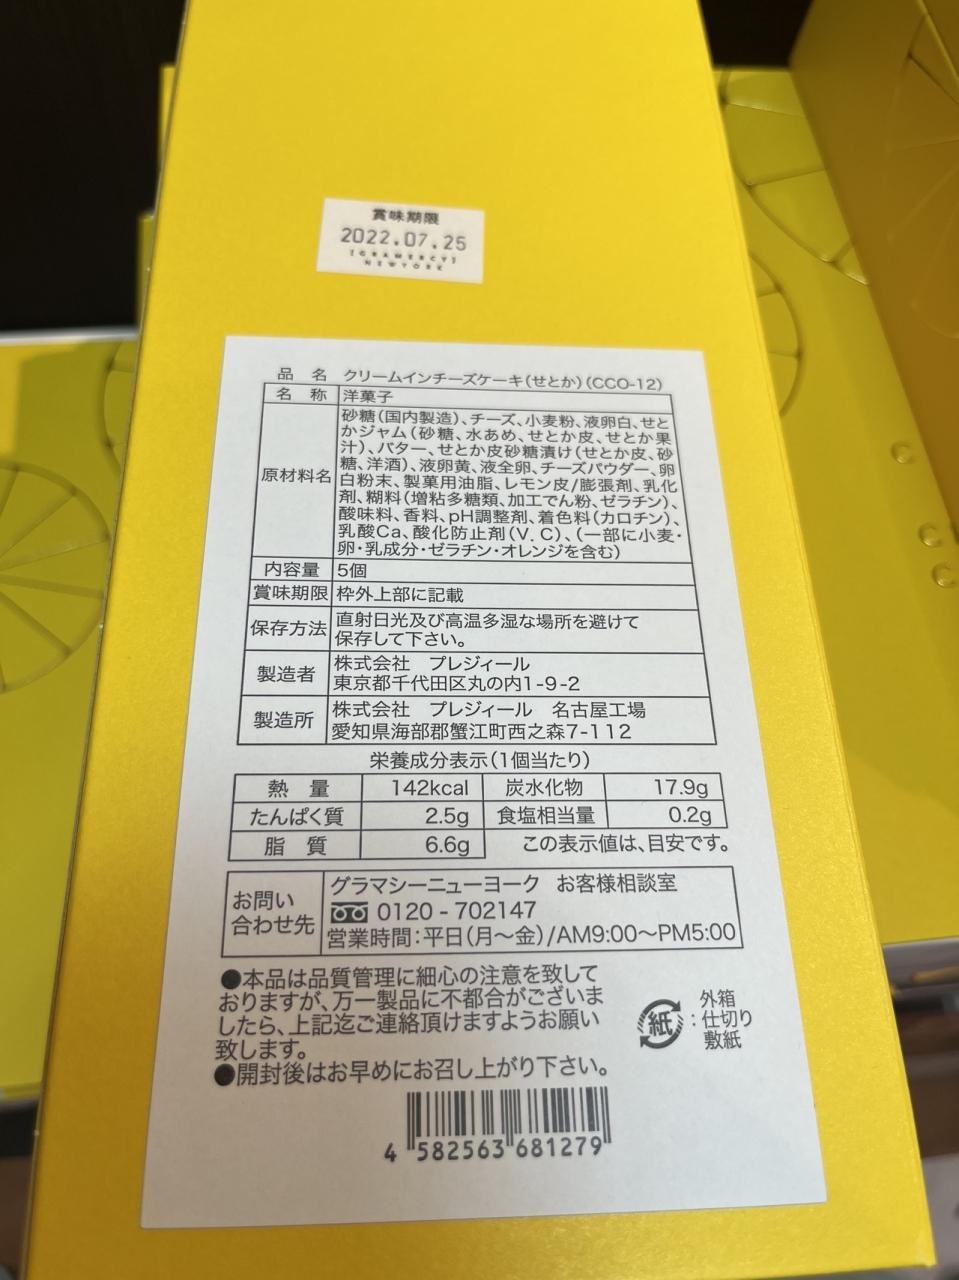 賞味期限
2022.07.25
[GRAMERCY]
NEWYORK
品 名 クリームインチーズケーキ(せとか)(CCO-12)
名 称 洋菓子
原材料名
砂糖(国内製造)、チーズ、小麦粉、液卵白、せと
かジャム(砂糖、水あめ、せとか皮、せとか果
汁)、バター、せとか皮砂糖漬け(せとか皮、砂
糖、洋酒)、液卵黄、液全卵、チーズパウダー、卵
白粉末、製菓用油脂、レモン皮/膨張剤、乳化
剤、糊料(増粘多糖類、加工でん粉、ゼラチン)、
酸味料、香料、pH調整剤、着色料(カロチン)、
乳酸Ca、酸化防止剤(V.C)、(一部に小麦・
卵・乳成分・ゼラチン・オレンジを含む)
内容量 5個
賞味期限 枠外上部に記載
保存方法
直射日光及び高温多湿な場所を避けて
保存して下さい。
製造者
株式会社 プレジィール
東京都千代田区丸の内1-9-2
製造所
株式会社 プレジィール 名古屋工場
愛知県海部郡蟹江町西之森7-112
栄養成分表示(1個当たり)
熱 量 142kcal 炭水化物 17.9g
たんぱく質 2.5g 食塩相当量 0.2g
脂 質 6.6g この表示値は、目安です。
お問い
合わせ先
グラマシーニューヨーク お客様相談室
0120-702147
営業時間:平日(月〜金)/AM9:00〜PM5:00
●本品は品質管理に細心の注意を致して
おりますが、万一製品に不都合がございま
したら、上記迄ご連絡頂けますようお願い
致します。
●開封後はお早めにお召し上がり下さい。
紙
:
外箱
仕切り
敷紙
4 582563 681279